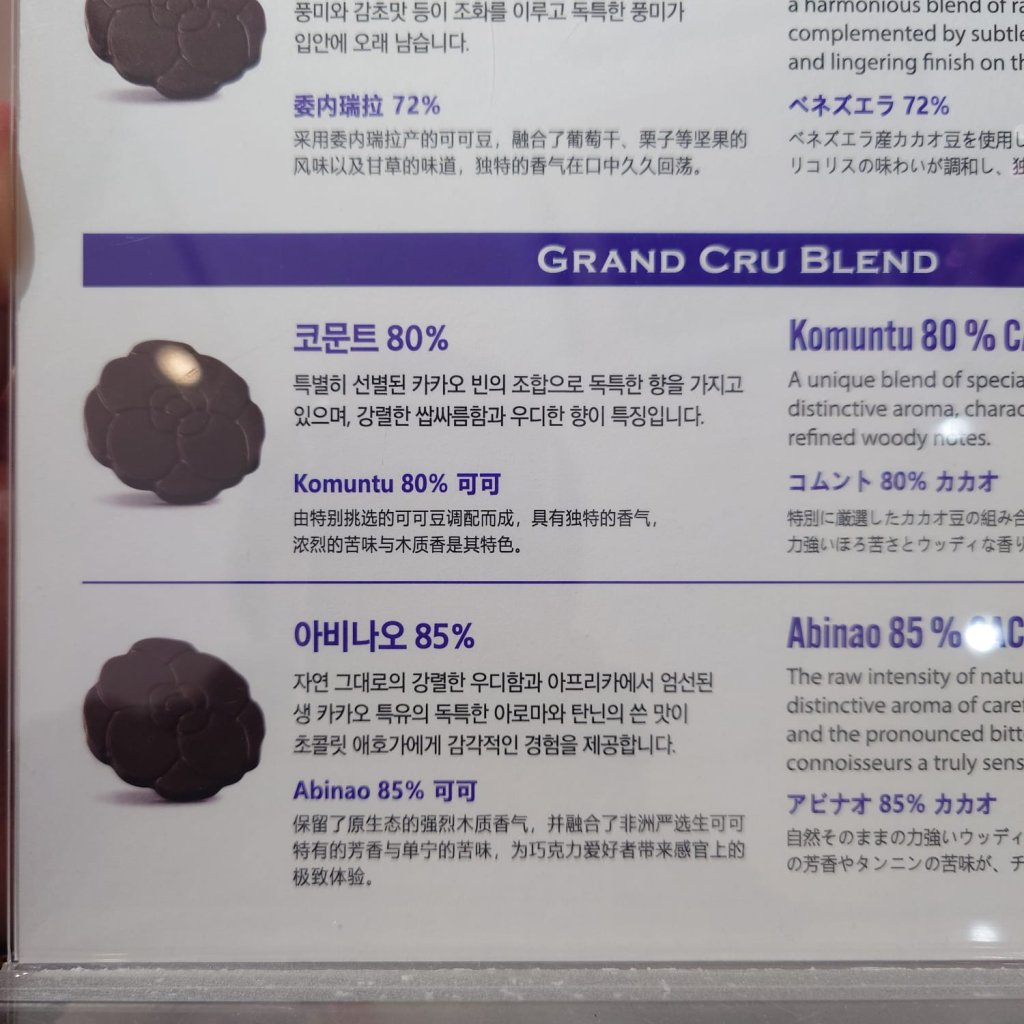 풍미와 감초맛 등이 조화를 이루고 독특한 풍미가
입안에 오래 남습니다.
a harmonious blend of
complemented by
and lingering finish on
委内瑞拉 72%
采用委内瑞拉产的可可豆，融合了葡萄干、栗子等坚果的
风味以及甘草的味道，独特的香气在口中久久回荡。
ベネズエラ 72%
ベネズエラ産カカオ豆を使用し
リコリスの味わいが調和し、独
GRAND CRU BLEND
코문트 80%
특별히 선별된 카카오 빈의 조합으로 독특한 향을 가지고
있으며, 강렬한 쌉싸름함과 우디한 향이 특징입니다.
Komuntu 80% 可可
由特别挑选的可可豆调配而成，具有独特的香气，
浓烈的苦味与木质香是其特色。
Komuntu 80 %
A unique blend of
distinctive aroma,
refined woody notes.
コムント 80% カカオ
特別に厳選したカカオ豆の組み合
力強いほろ苦さとウッディな香り
아비나오 85%
자연 그대로의 강렬한 우디함과 아프리카에서 엄선된
생 카카오 특유의 독특한 아로마와 탄닌의 쓴 맛이
초콜릿 애호가에게 감각적인 경험을 제공합니다.
Abinao 85% 可可
保留了原生态的强烈木质香气，并融合了非洲严选生可可
特有的芳香与单宁的苦味，为巧克力爱好者带来感官上的
极致体验。
Abinao 85 %
The raw intensity of
distinctive aroma of
and the pronounced
connoisseurs a truly
アビナオ 85% カカオ
自然そのままの力強いウッディ
の芳香やタンニンの苦味が、チ